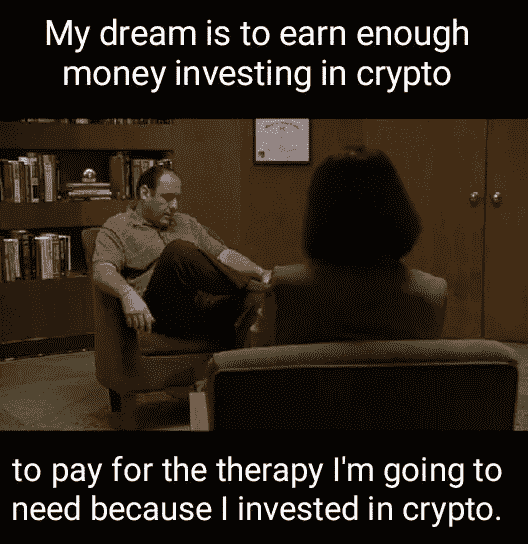 My dream is to earn enough
money investing in crypto
to pay for the therapy I'm going to
need because I invested in crypto.